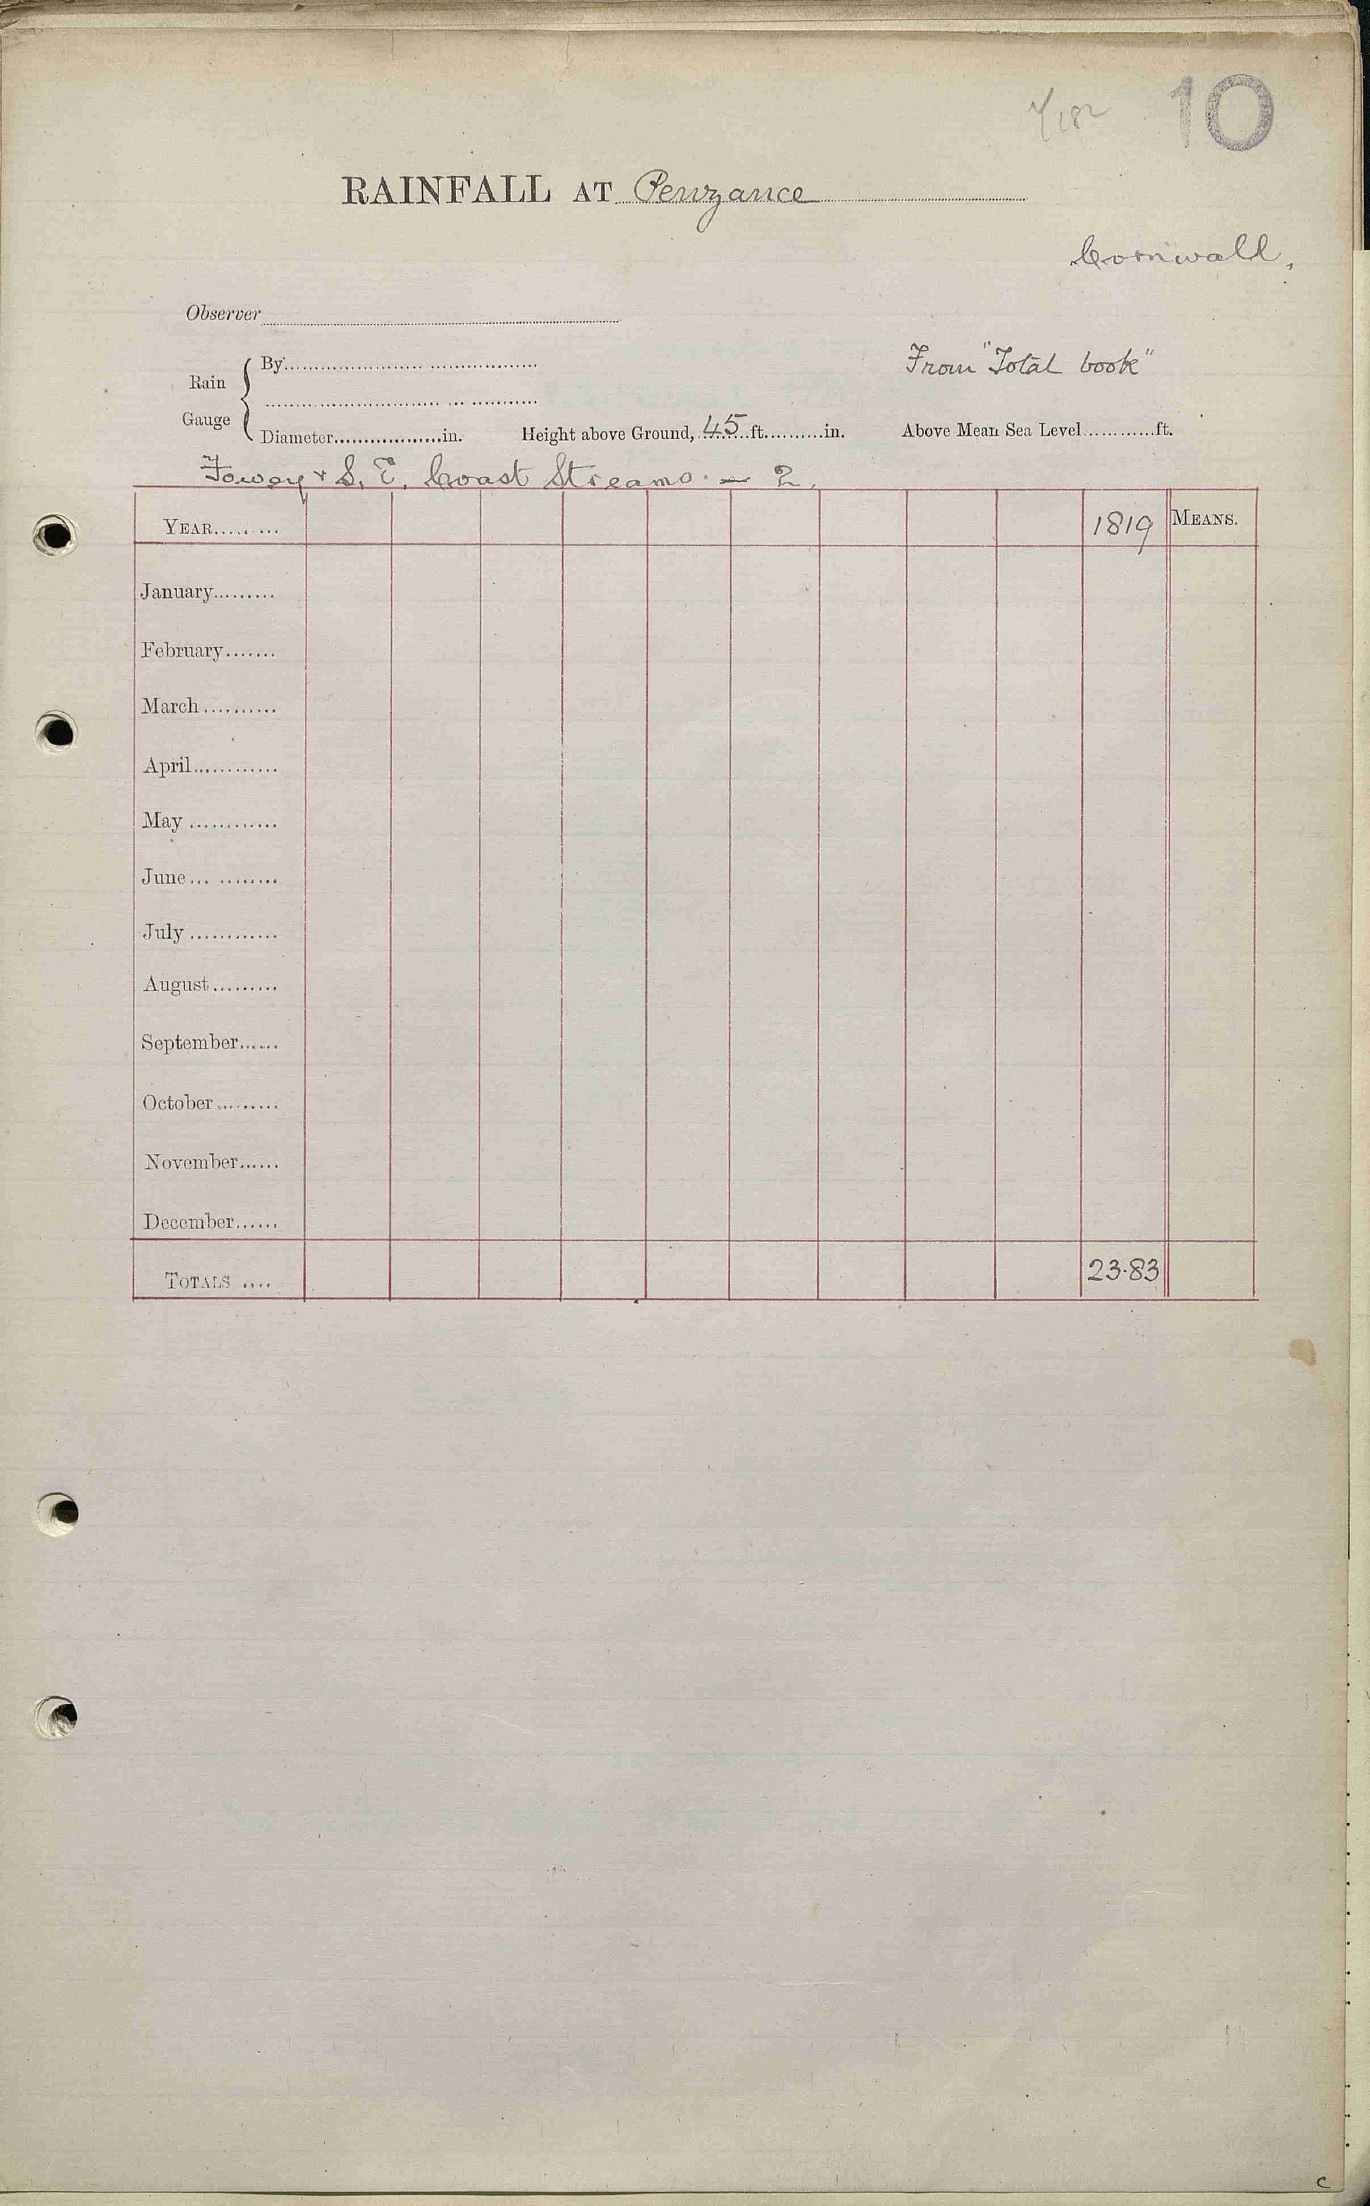 10
RAINFALL AT Penzance
Cornwall,
Observer
Rain Gauge { By
From "Total book"
Diameter..................in. Height above Ground, 45 ft..........in. Above Mean Sea Level............ft.
Fowey & S. E. Coast Streams. — 2.
YEAR......... 1819 MEANS.
January.........
February.......
March..........
April............
May............
June............
July............
August.........
September......
October.........
November......
December......
TOTALS .... 23.83
c